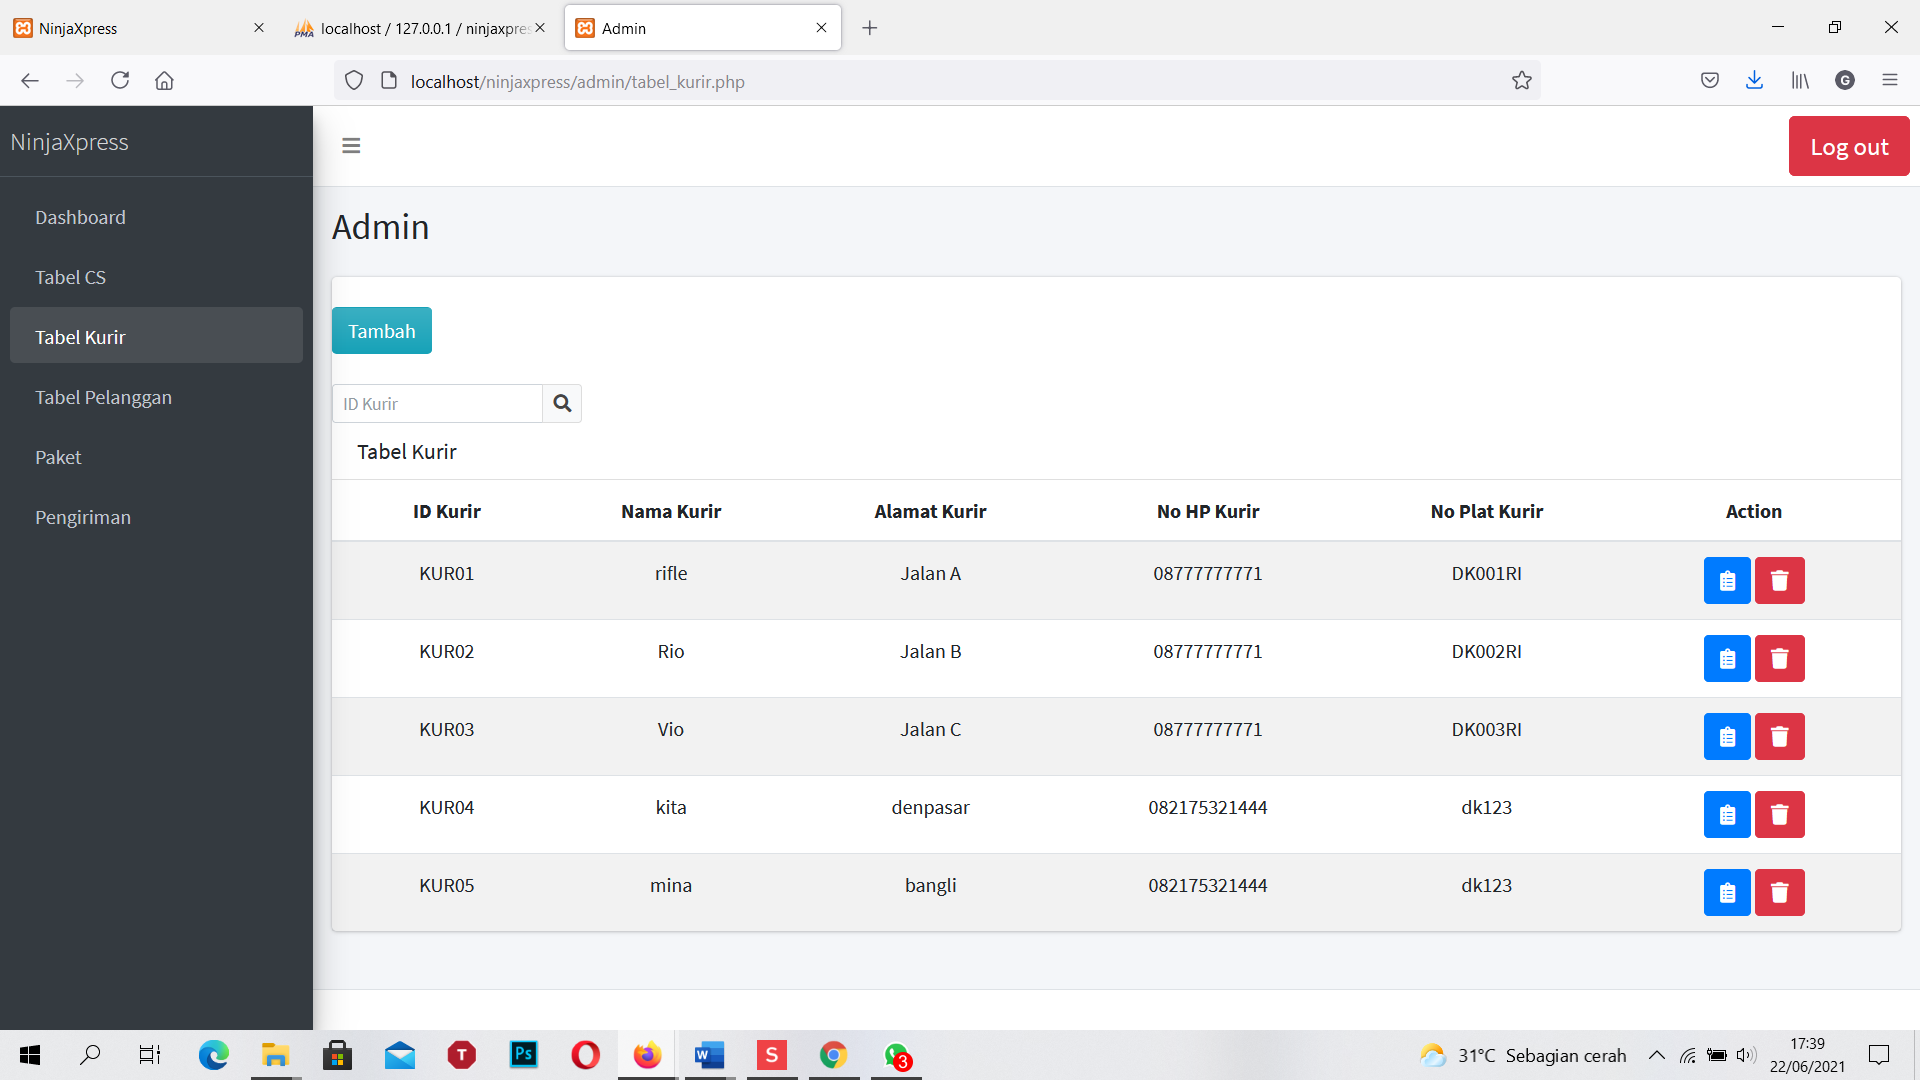 NinjaXpress
localhost / 127.0.0.1 / ninjaxpres
Admin
localhost/ninjaxpress/admin/tabel_kurir.php
G
NinjaXpress
Log out
Dashboard
Tabel CS
Tabel Kurir
Tabel Pelanggan
Paket
Pengiriman
Admin
Tambah
ID Kurir
Tabel Kurir
ID Kurir Nama Kurir Alamat Kurir No HP Kurir No Plat Kurir Action
KUR01 rifle Jalan A 08777777771 DK001RI
KUR02 Rio Jalan B 08777777771 DK002RI
KUR03 Vio Jalan C 08777777771 DK003RI
KUR04 kita denpasar 082175321444 dk123
KUR05 mina bangli 082175321444 dk123
T
Ps
W
S
3
31°C Sebagian cerah
17:39
22/06/2021